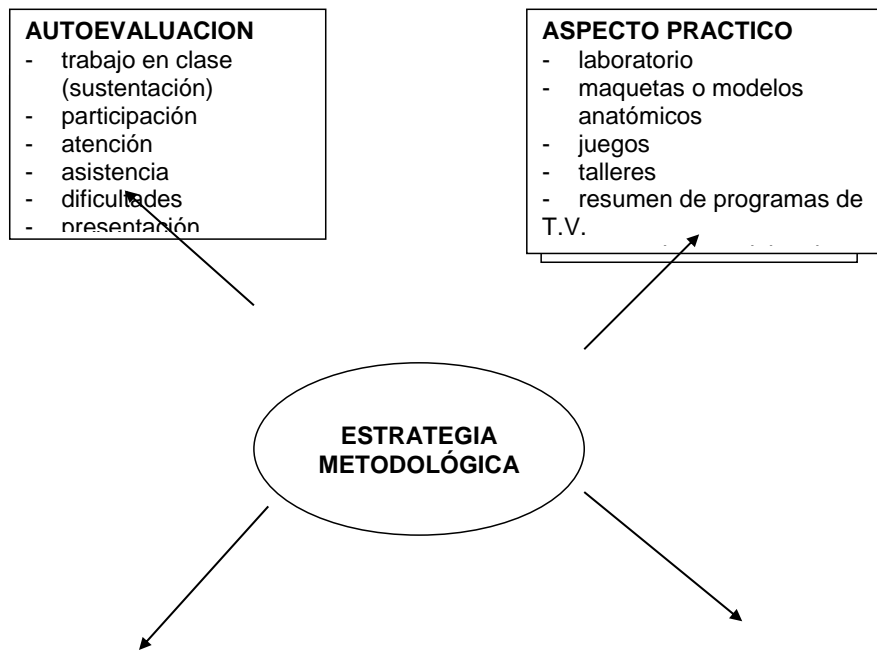 AUTOEVALUACION
- trabajo en clase
(sustentación)
- participación
- atención
- asistencia
- dificultades
- presentación
ASPECTO PRACTICO
- laboratorio
- maquetas o modelos
anatómicos
- juegos
- talleres
- resumen de programas de
T.V.
ESTRATEGIA
METODOLÓGICA